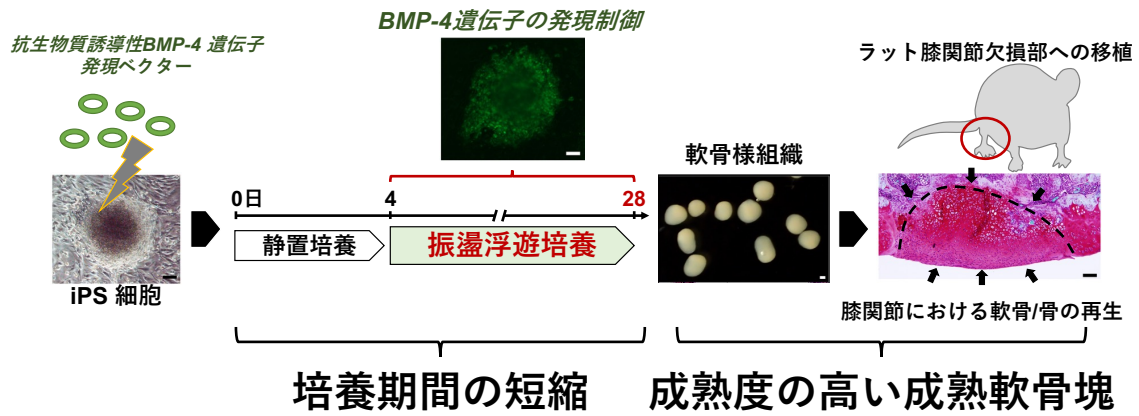 BMP-4遺伝子の発現制御
抗生物質誘導性BMP-4 遺伝子
発現ベクター
ラット膝関節欠損部への移植
軟骨様組織
0日
4
28
静置培養
振盪浮遊培養
iPS 細胞
膝関節における軟骨/骨の再生
培養期間の短縮
成熟度の高い成熟軟骨塊